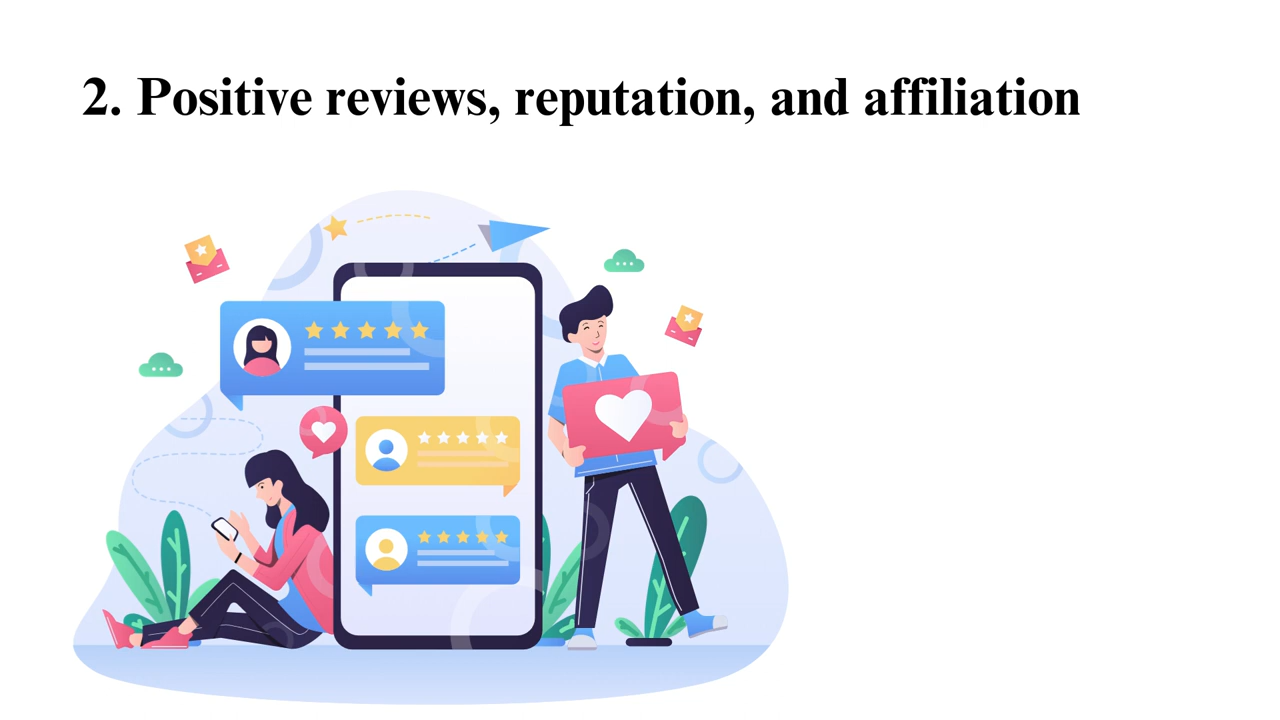 2. Positive reviews, reputation, and affiliation